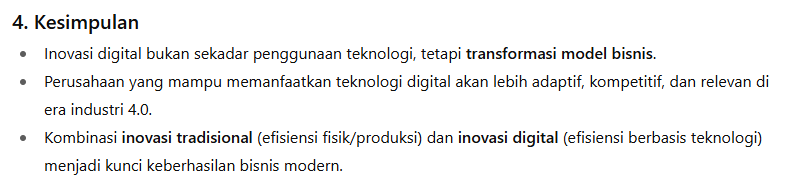 4. Kesimpulan
• Inovasi digital bukan sekadar penggunaan teknologi, tetapi transformasi model bisnis.
• Perusahaan yang mampu memanfaatkan teknologi digital akan lebih adaptif, kompetitif, dan relevan di
era industri 4.0.
• Kombinasi inovasi tradisional (efisiensi fisik/produksi) dan inovasi digital (efisiensi berbasis teknologi)
menjadi kunci keberhasilan bisnis modern.